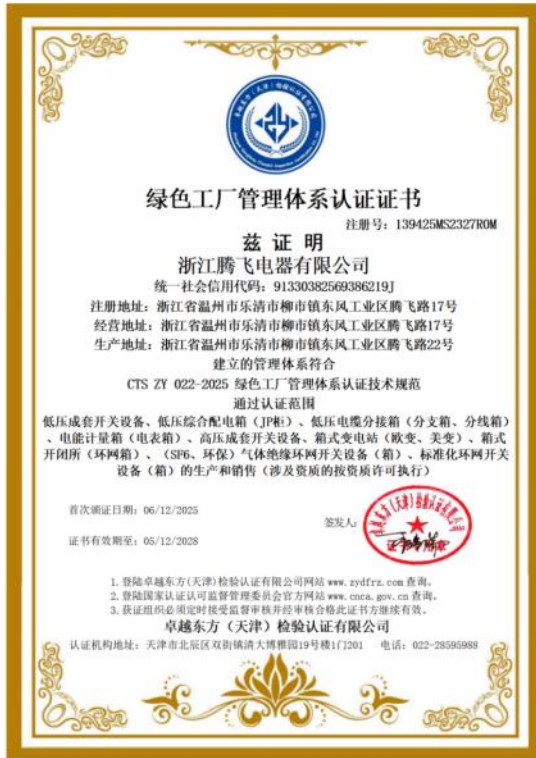 绿色工厂管理体系认证证书
注册号：139425MS2327R0M
兹证明
浙江腾飞电器有限公司
统一社会信用代码：91330382569386219J
注册地址：浙江省温州市乐清市柳市镇东风工业区腾飞路17号
经营地址：浙江省温州市乐清市柳市镇东风工业区腾飞路17号
生产地址：浙江省温州市乐清市柳市镇东风工业区腾飞路22号
建立的管理体系符合
CTS ZY 022-2025 绿色工厂管理体系认证技术规范
通过认证范围
低压成套开关设备、低压综合配电箱（JP柜）、低压电缆分接箱（分支箱、分线箱）
、电能计量箱（电表箱）、高压成套开关设备、箱式变电站（欧变、美变）、箱式
开闭所（环网箱）、（SF6、环保）气体绝缘环网开关设备（箱）、标准化环网开关
设备（箱）的生产和销售（涉及资质的按资质许可执行）
首次颁证日期：06/12/2025
签发人：
证书有效期至：05/12/2028
1. 登陆卓越东方(天津)检验认证有限公司网站 www.zydfrz.com 查询。
2. 登陆国家认证认可监督管理委员会官方网站 www.cnca.gov.cn 查询。
3. 获证组织必须定时接受监督审核并经审核合格此证书方继续有效。
卓越东方（天津）检验认证有限公司
认证机构地址：天津市北辰区双街镇清大博雅园19号楼1门201 电话：022-28595988